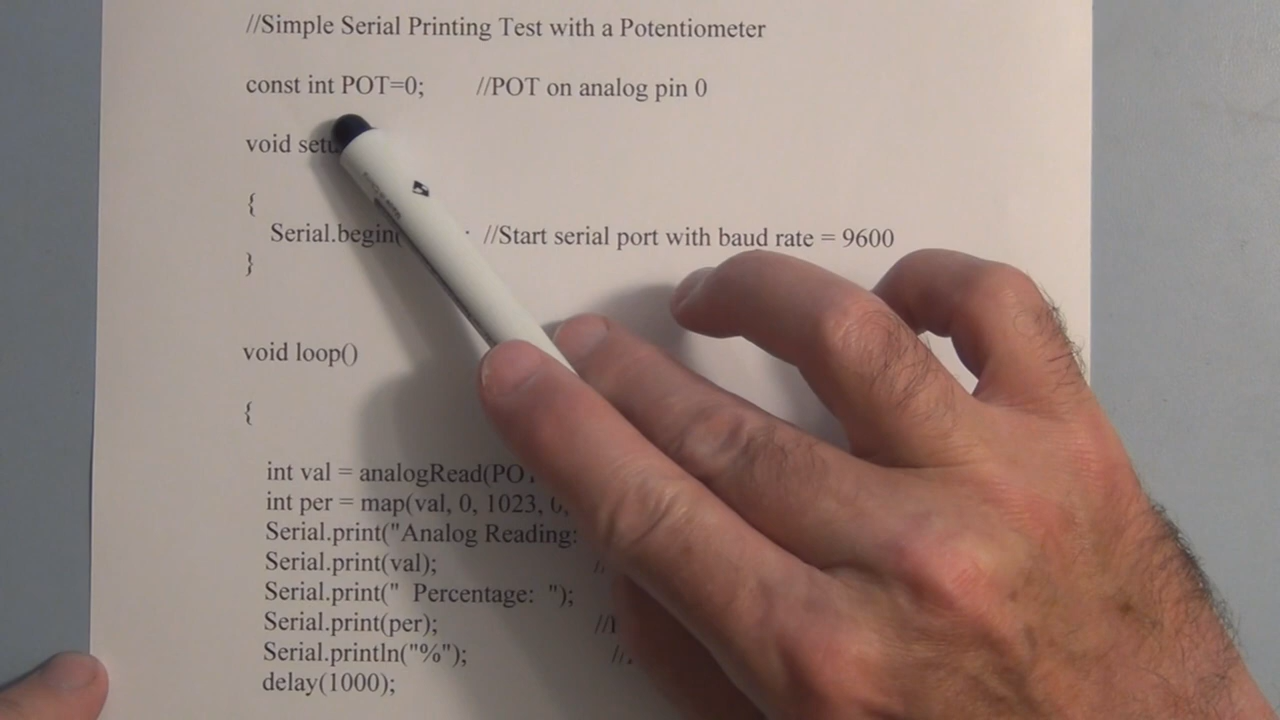 //Simple Serial Printing Test with a Potentiometer
const int POT=0; //POT on analog pin 0
void
{
Serial.begin( ; //Start serial port with baud rate = 9600
}
void loop()
{
int val = analogRead(PO
int per = map(val, 0, 1023, 0,
Serial.print("Analog Reading:
Serial.print(val); //
Serial.print(" Percentage: ");
Serial.print(per); //
Serial.println("%"); //
delay(1000);